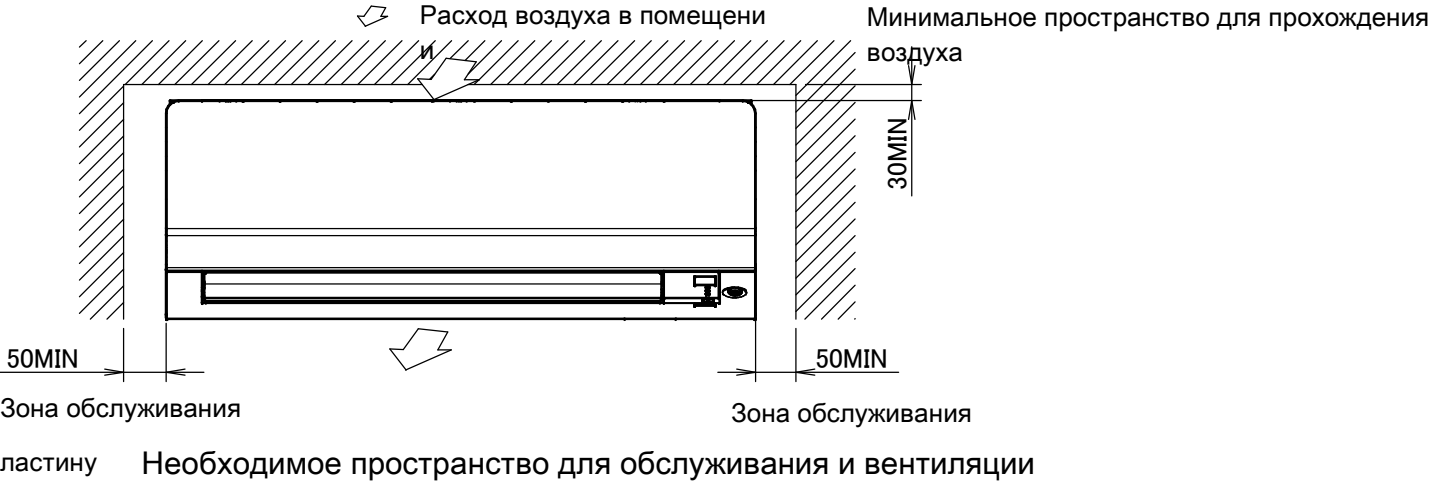 Расход воздуха в помещени
и
Минимальное пространство для прохождения
воздуха
30MIN
50MIN
50MIN
Зона обслуживания
Зона обслуживания
ластину
Необходимое пространство для обслуживания и вентиляции